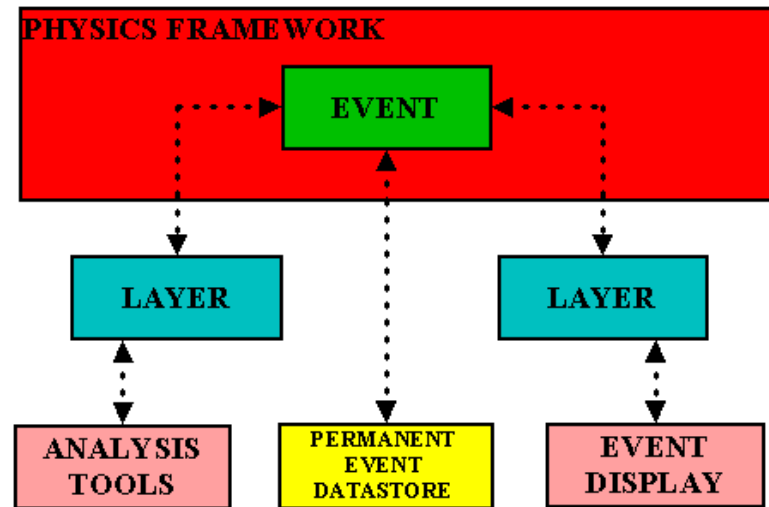 PHYSICS FRAMEWORK
EVENT
LAYER
LAYER
ANALYSIS
TOOLS
PERMANENT
EVENT
DATASTORE
EVENT
DISPLAY